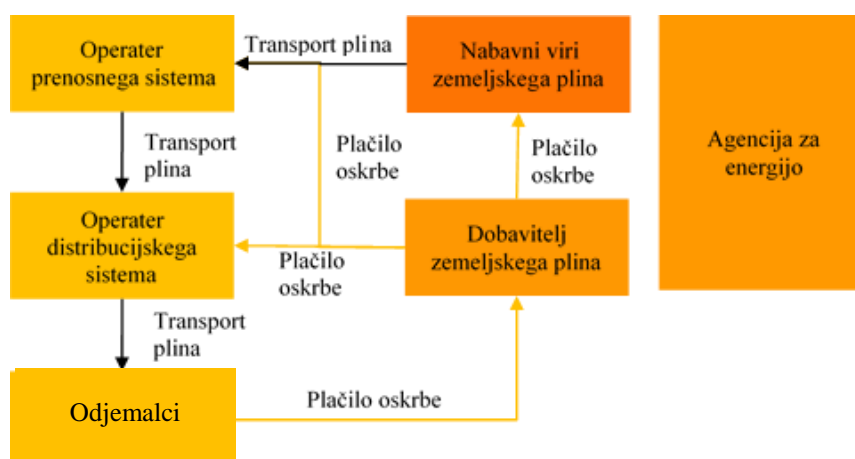 Operater
prenosnega sistema
Transport plina
Nabavni viri
zemeljskega plina
Agencija za
energijo
Transport
plina
Plačilo
oskrbe
Plačilo
oskrbe
Operater
distribucijskega
sistema
Plačilo
oskrbe
Dobavitelj
zemeljskega plina
Transport
plina
Odjemalci
Plačilo oskrbe